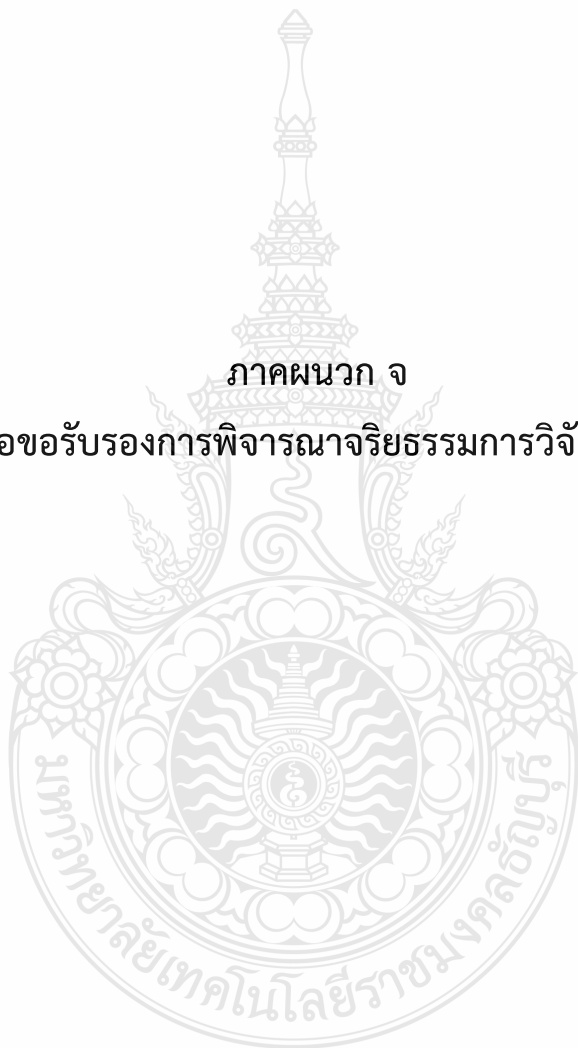 ภาคผนวก จ
อขอรับรองการพิจารณาจริยธรรมการวิจั
มหาวิทยาลัยเทคโนโลยีราชมงคลธัญบุรี